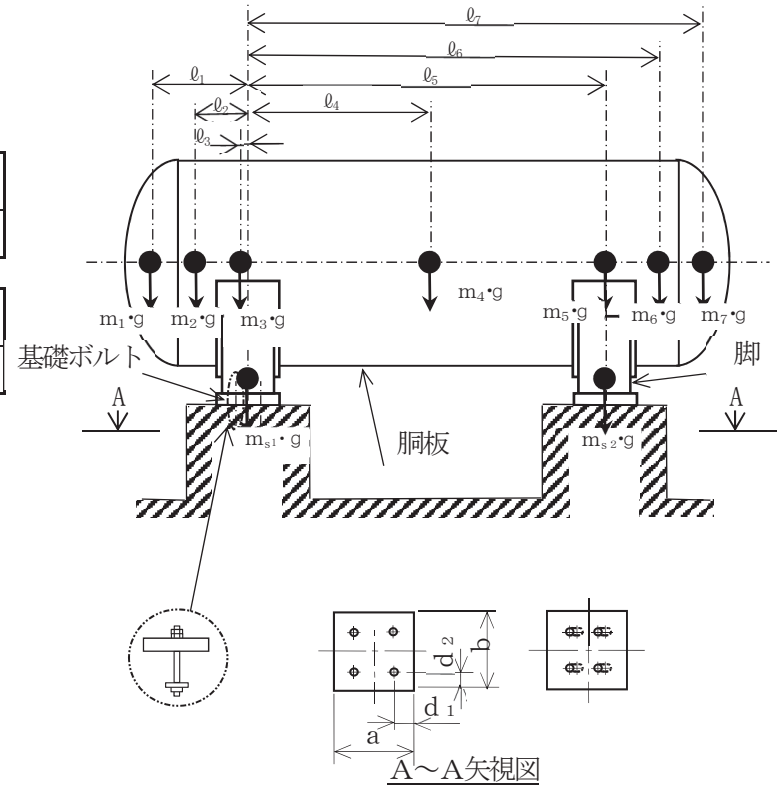 ℓ₇
ℓ₆
ℓ₁
ℓ₅
ℓ₂
ℓ₄
ℓ₃
m₄・g
m₁・g
m₂・g
m₃・g
m₅・g
m₆・g
m₇・g
基礎ボルト
脚
A
A
胴板
mₛ₁・g
mₛ₂・g
d₂
b
d₁
a
A～A矢視図